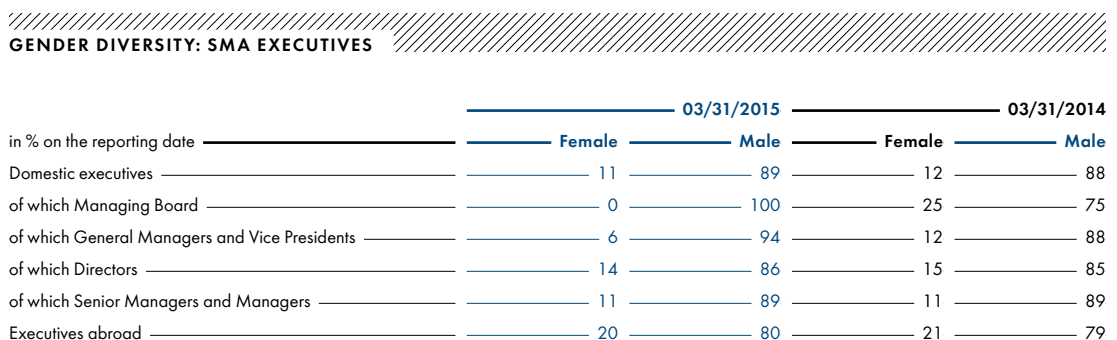 GENDER DIVERSITY: SMA EXECUTIVES
03/31/2015 03/31/2014
in % on the reporting date Female Male Female Male
Domestic executives 11 89 12 88
of which Managing Board 0 100 25 75
of which General Managers and Vice Presidents 6 94 12 88
of which Directors 14 86 15 85
of which Senior Managers and Managers 11 89 11 89
Executives abroad 20 80 21 79